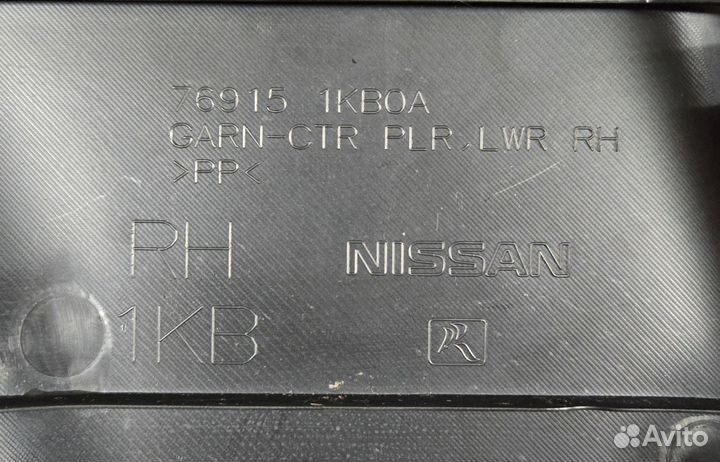 76915 1KB0A
GARN-CTR PLR,LWR RH
>PP<
RH NISSAN
1KB R
Avito